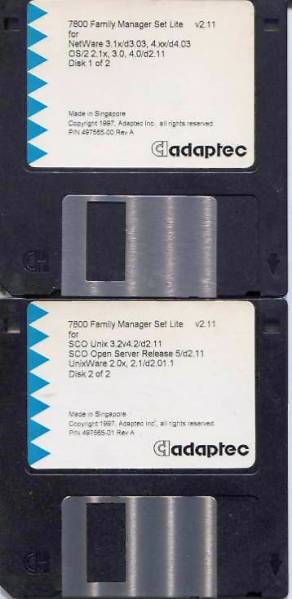 7800 Family Manager Set Lite v2.11
for
NetWare 3.1x/d3.03, 4.xx/d4.03
OS/2 2.1x, 3.0, 4.0/d2.11
Disk 1 of 2
Made in Singapore
Copyright 1997, Adaptec Inc. all rights reserved
P/N 497565-00 Rev A
adaptec
7800 Family Manager Set Lite v2.11
for
SCO Unix 3.2v4.2/d2.11
SCO Open Server Release 5/d2.11
UnixWare 2.0x, 2.1/d2.01.1
Disk 2 of 2
Made in Singapore
Copyright 1997, Adaptec Inc. all rights reserved
P/N 497565-01 Rev A
adaptec